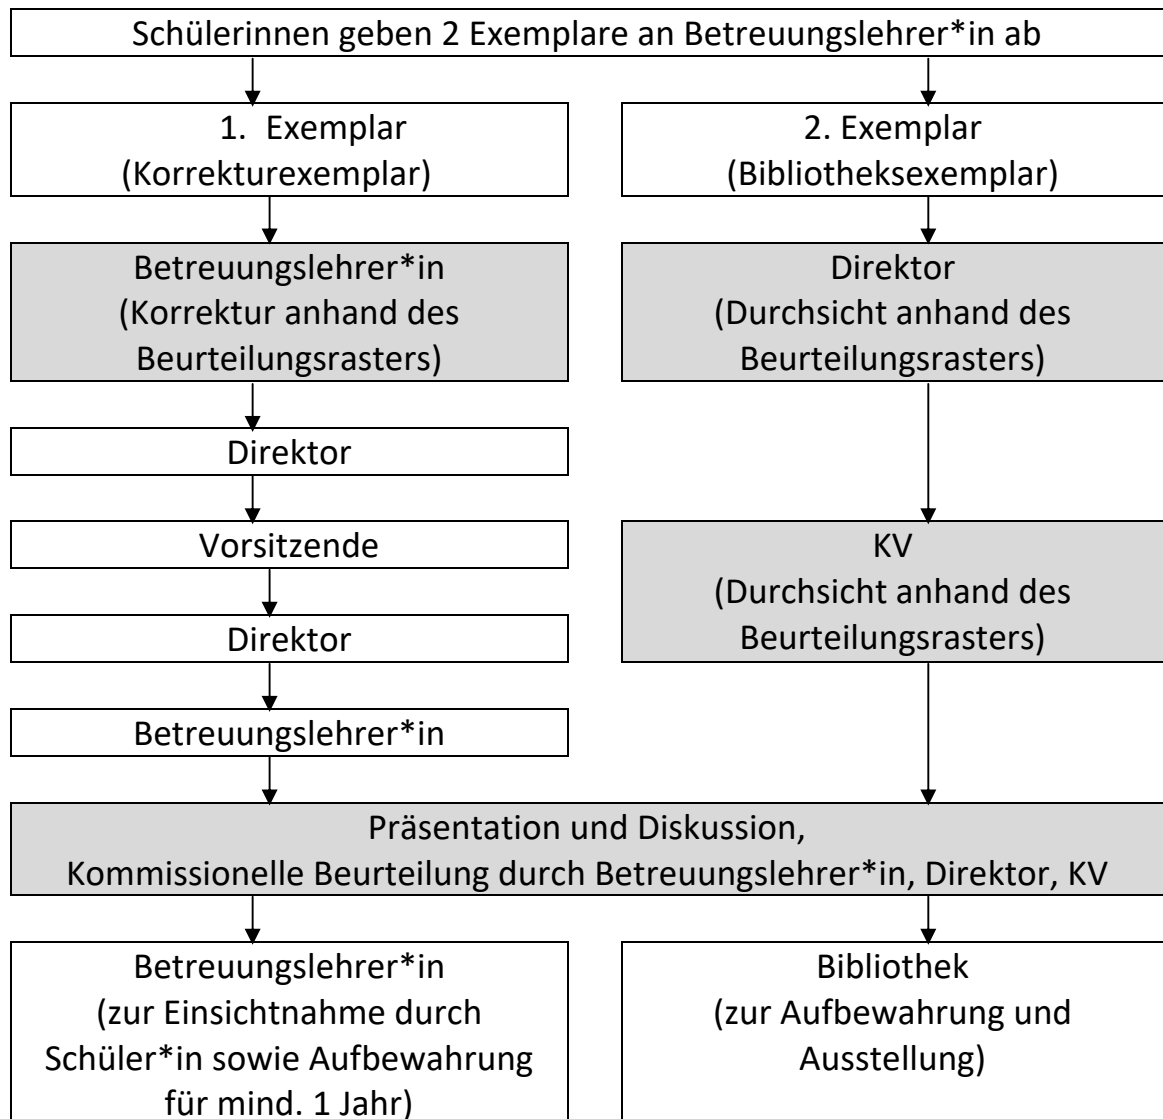 Schülerinnen geben 2 Exemplare an Betreuungslehrer*in ab
1. Exemplar
(Korrekturexemplar)
2. Exemplar
(Bibliotheksexemplar)
Betreuungslehrer*in
(Korrektur anhand des
Beurteilungsrasters)
Direktor
(Durchsicht anhand des
Beurteilungsrasters)
Direktor
Vorsitzende
KV
(Durchsicht anhand des
Beurteilungsrasters)
Direktor
Betreuungslehrer*in
Präsentation und Diskussion,
Kommissionelle Beurteilung durch Betreuungslehrer*in, Direktor, KV
Betreuungslehrer*in
(zur Einsichtnahme durch
Schüler*in sowie Aufbewahrung
für mind. 1 Jahr)
Bibliothek
(zur Aufbewahrung und
Ausstellung)